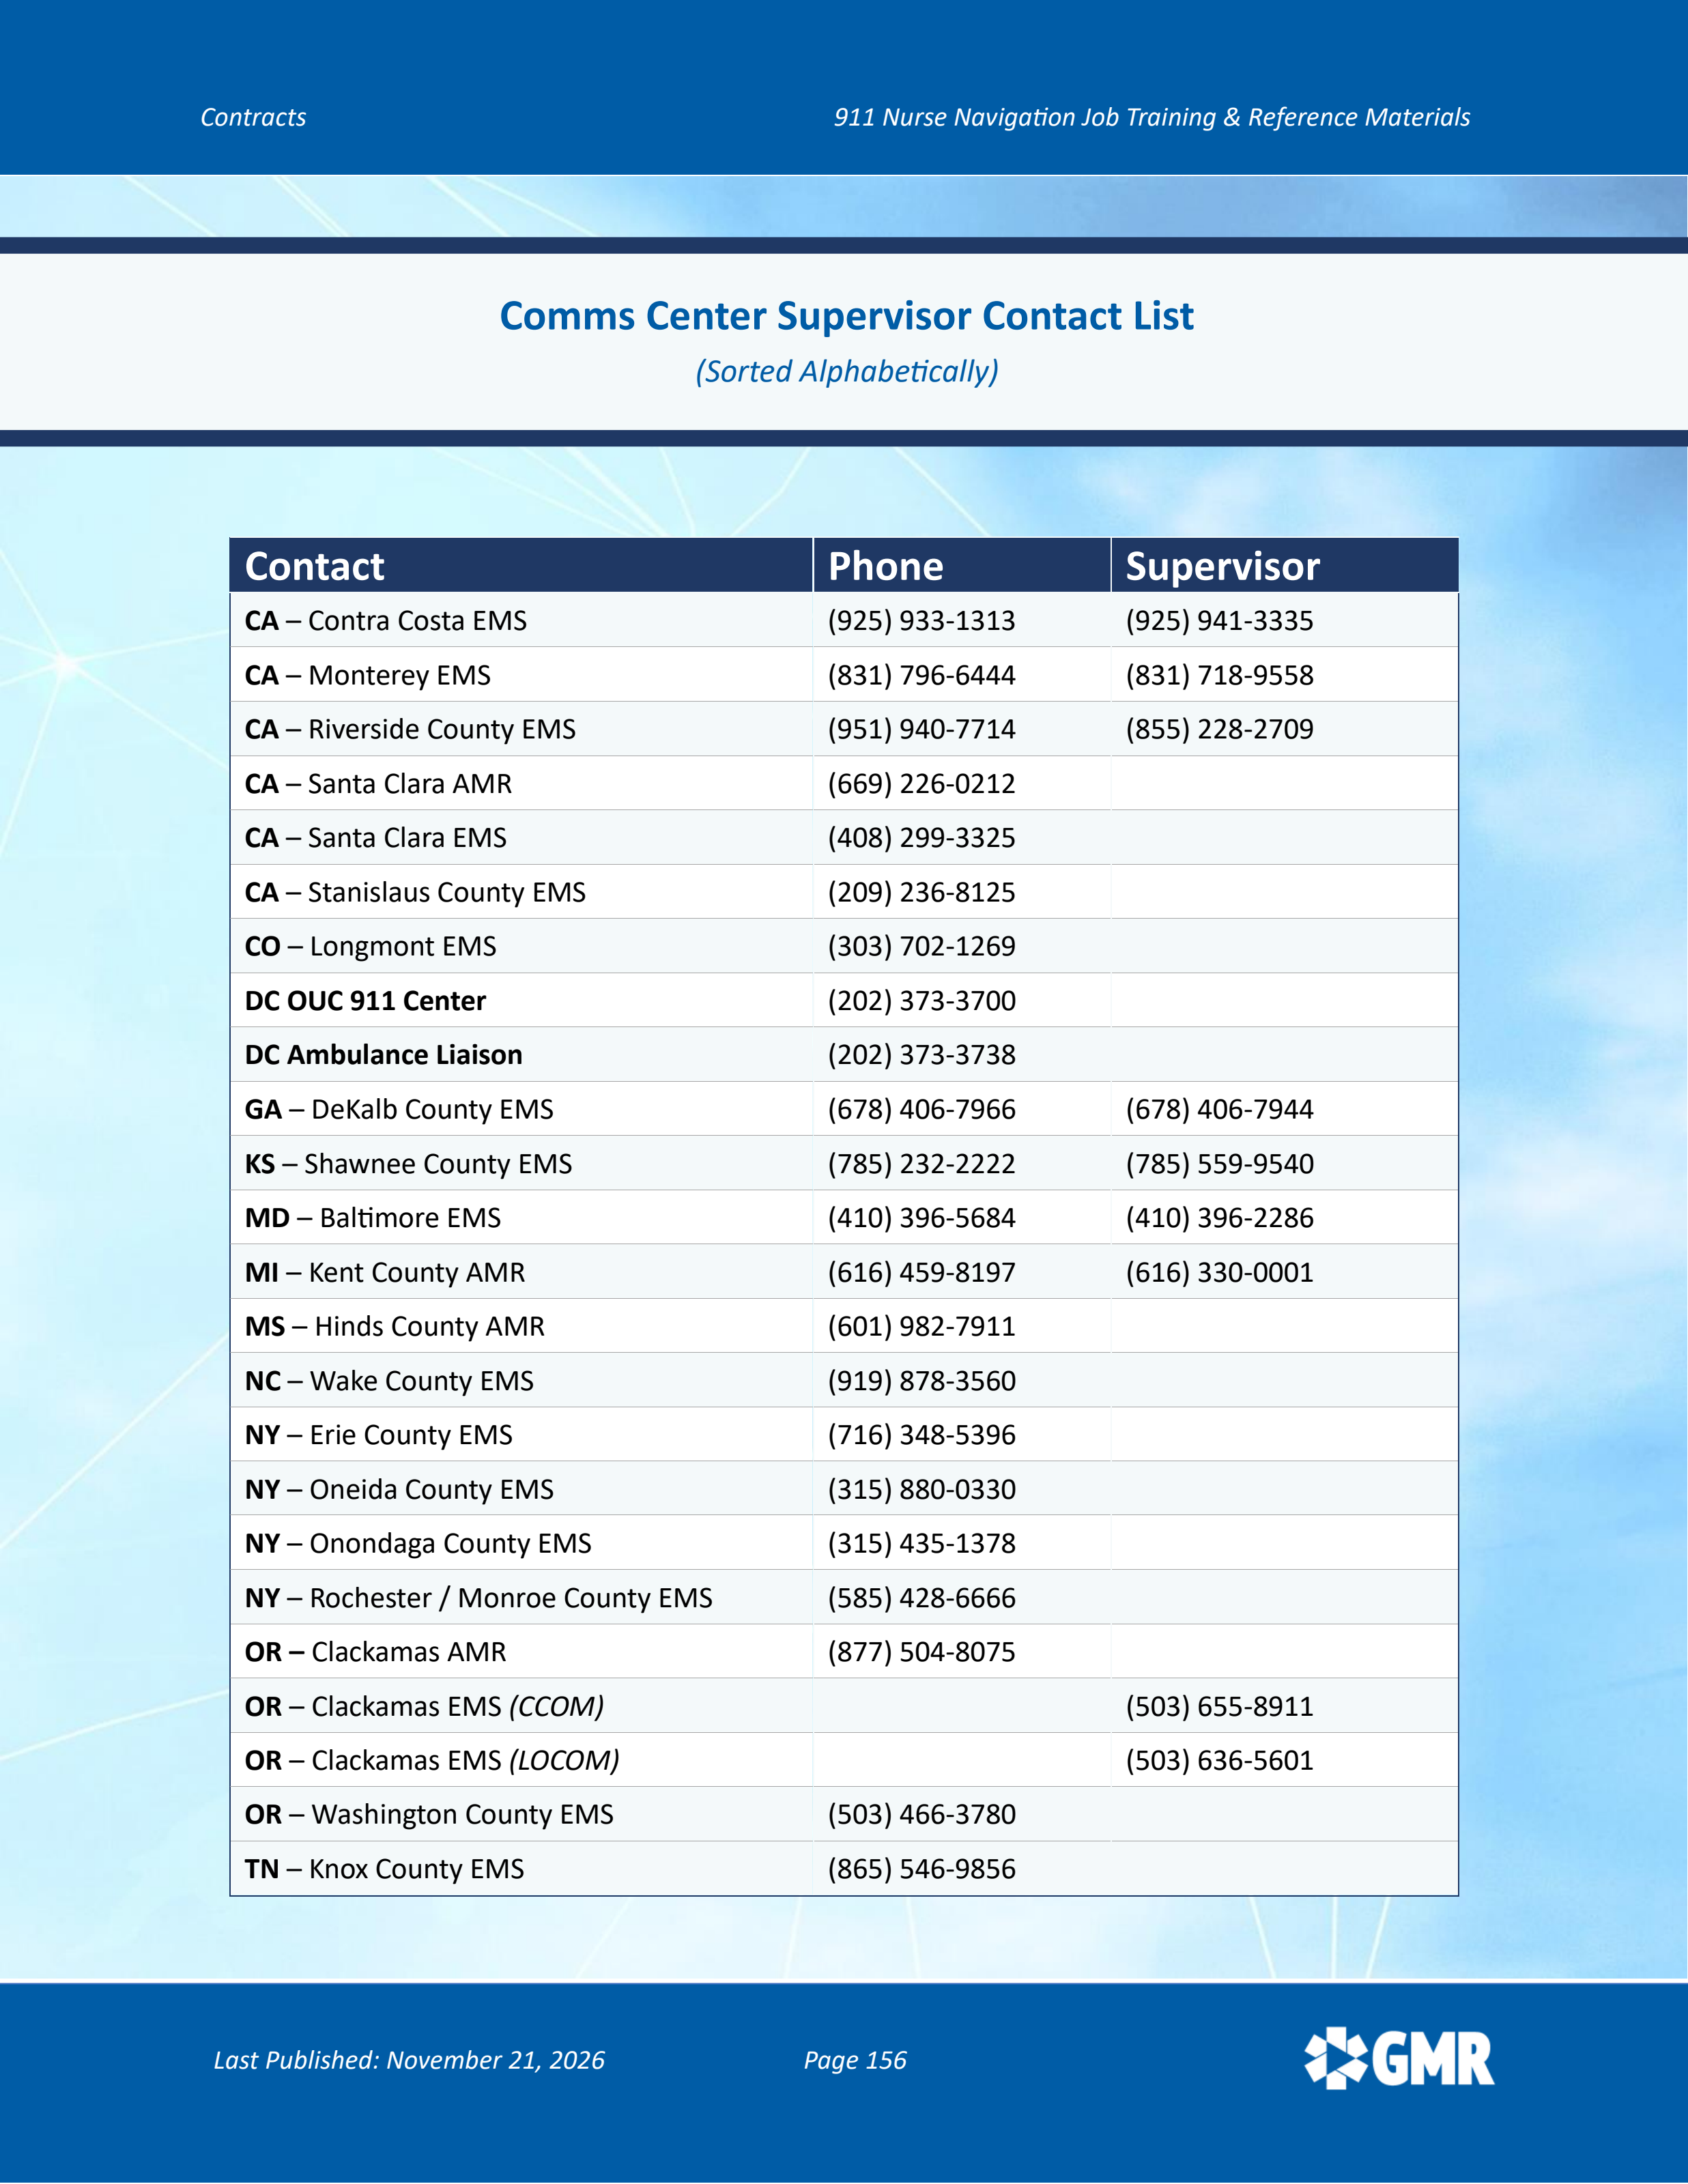 Contracts 911 Nurse Navigation Job Training & Reference Materials
Comms Center Supervisor Contact List
(Sorted Alphabetically)
Contact Phone Supervisor
CA – Contra Costa EMS (925) 933-1313 (925) 941-3335
CA – Monterey EMS (831) 796-6444 (831) 718-9558
CA – Riverside County EMS (951) 940-7714 (855) 228-2709
CA – Santa Clara AMR (669) 226-0212
CA – Santa Clara EMS (408) 299-3325
CA – Stanislaus County EMS (209) 236-8125
CO – Longmont EMS (303) 702-1269
DC OUC 911 Center (202) 373-3700
DC Ambulance Liaison (202) 373-3738
GA – DeKalb County EMS (678) 406-7966 (678) 406-7944
KS – Shawnee County EMS (785) 232-2222 (785) 559-9540
MD – Baltimore EMS (410) 396-5684 (410) 396-2286
MI – Kent County AMR (616) 459-8197 (616) 330-0001
MS – Hinds County AMR (601) 982-7911
NC – Wake County EMS (919) 878-3560
NY – Erie County EMS (716) 348-5396
NY – Oneida County EMS (315) 880-0330
NY – Onondaga County EMS (315) 435-1378
NY – Rochester / Monroe County EMS (585) 428-6666
OR – Clackamas AMR (877) 504-8075
OR – Clackamas EMS (CCOM) (503) 655-8911
OR – Clackamas EMS (LOCOM) (503) 636-5601
OR – Washington County EMS (503) 466-3780
TN – Knox County EMS (865) 546-9856
Last Published: November 21, 2026 Page 156 GMR